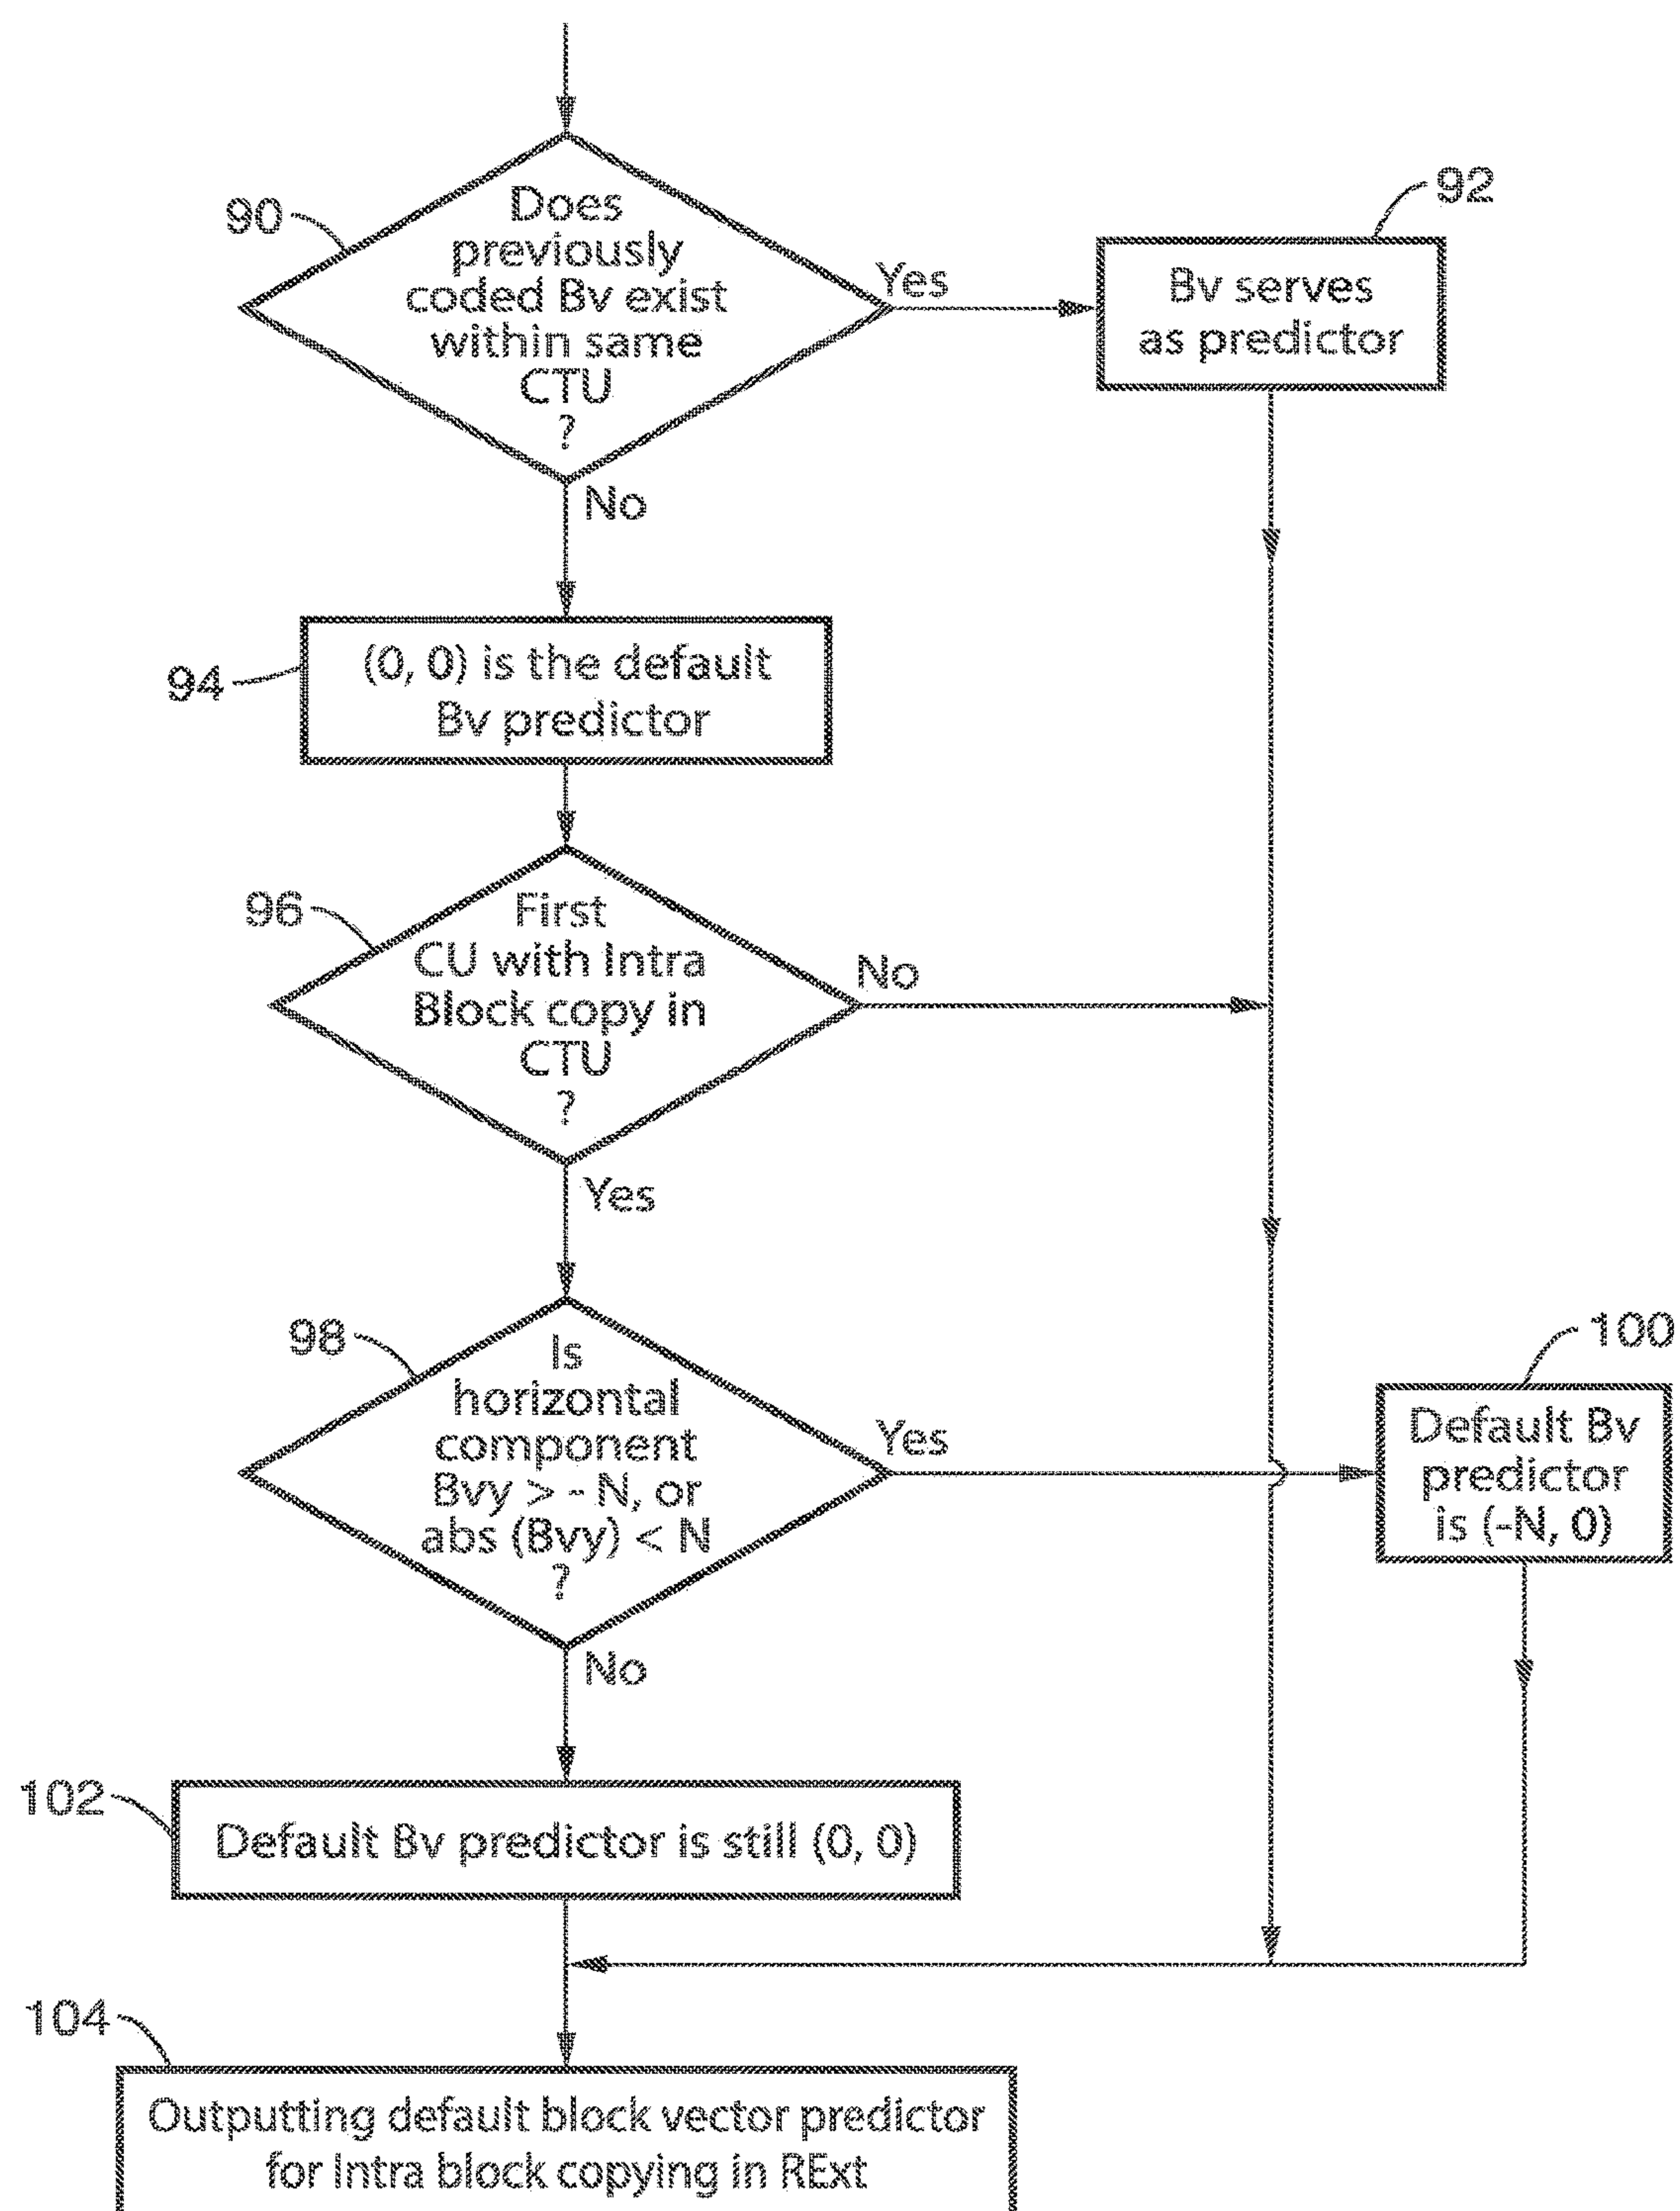 90
Does
previously
coded Bv exist
within same
CTU
?
Yes
92
Bv serves
as predictor
No
94
(0, 0) is the default
Bv predictor
96
First
CU with Intra
Block copy in
CTU
?
No
Yes
98
Is
horizontal
component
Bvy > - N, or
abs (Bvy) < N
?
Yes
100
Default Bv
predictor
is (-N, 0)
No
102
Default Bv predictor is still (0, 0)
104
Outputting default block vector predictor
for Intra block copying in RExt